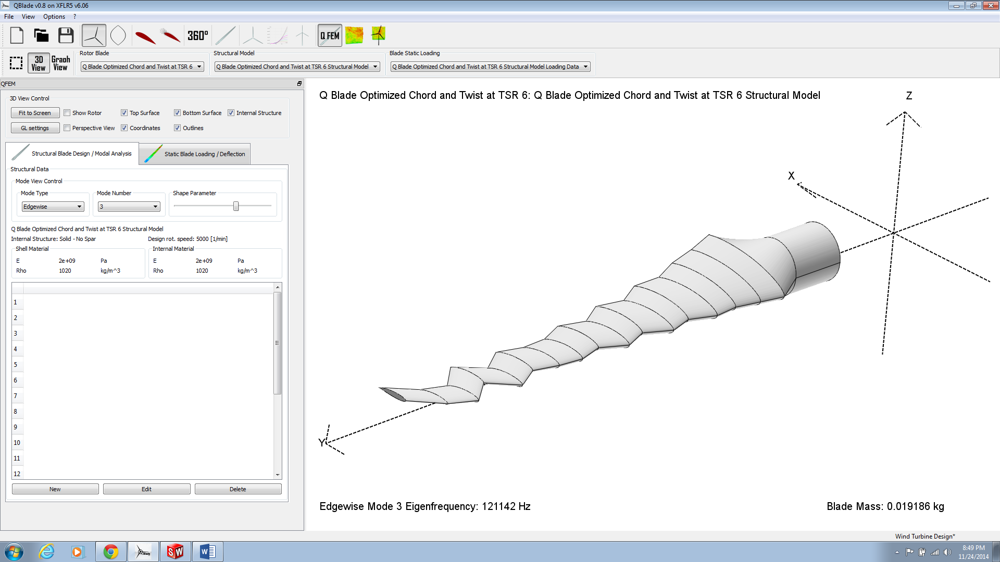 QBlade v0.8 on XFLR5 v6.06
File View Options ?
360°
Q FEM
3D View
Graph View
Rotor Blade
Q Blade Optimized Chord and Twist at TSR 6
Structural Model
Q Blade Optimized Chord and Twist at TSR 6 Structural Model
Blade Static Loading
Q Blade Optimized Chord and Twist at TSR 6 Structural Model Loading Data
QFEM
3D View Control
Fit to Screen Show Rotor Top Surface Bottom Surface Internal Structure
GL settings Perspective View Coordinates Outlines
Structural Blade Design / Modal Analysis
Static Blade Loading / Deflection
Structural Data
Mode View Control
Mode Type Mode Number Shape Parameter
Edgewise 3
Q Blade Optimized Chord and Twist at TSR 6 Structural Model
Internal Structure: Solid - No Spar Design rot. speed: 5000 [1/min]
Shell Material Internal Material
E 2e+09 Pa E 2e+09 Pa
Rho 1020 kg/m^3 Rho 1020 kg/m^3
1
2
3
4
5
6
7
8
9
10
11
12
New Edit Delete
Q Blade Optimized Chord and Twist at TSR 6: Q Blade Optimized Chord and Twist at TSR 6 Structural Model
Z
X
Y
Edgewise Mode 3 Eigenfrequency: 121142 Hz
Blade Mass: 0.019186 kg
Wind Turbine Design*
Blade
SW
W
8:49 PM
11/24/2014